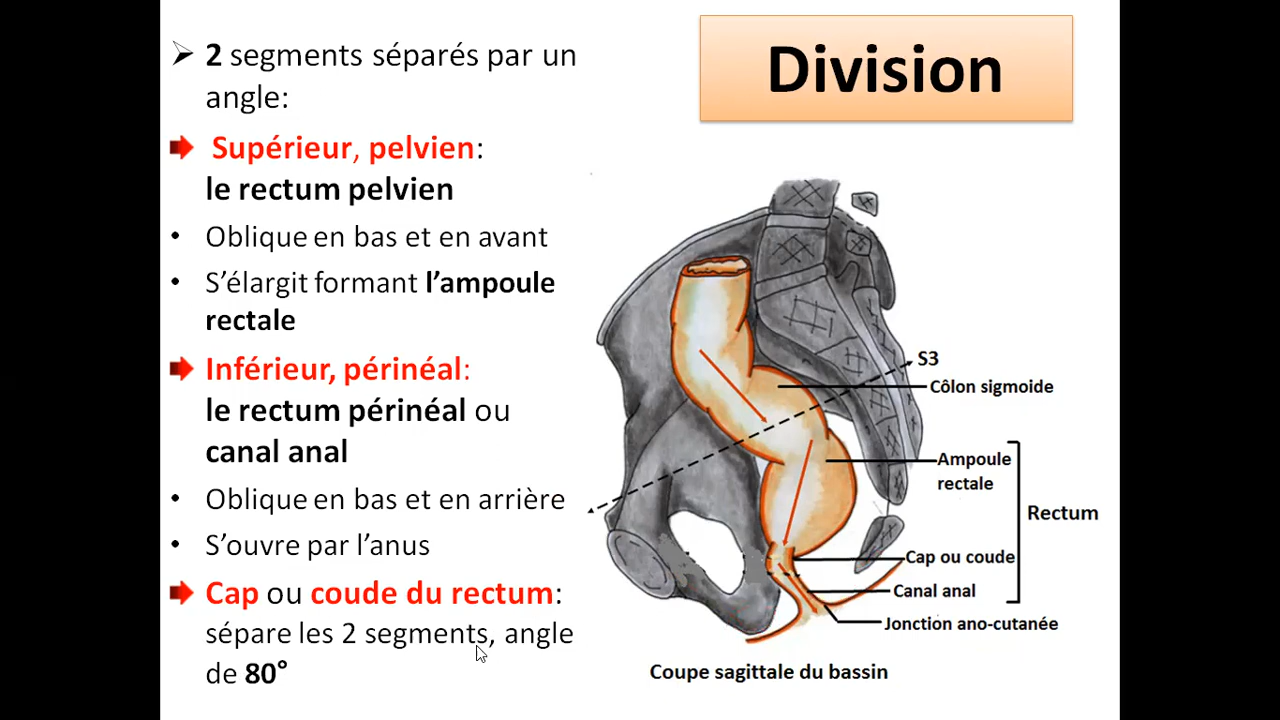 Division
➢ 2 segments séparés par un
angle:
Supérieur, pelvien:
le rectum pelvien
• Oblique en bas et en avant
• S’élargit formant l’ampoule
rectale
Inférieur, périnéal:
le rectum périnéal ou
canal anal
• Oblique en bas et en arrière
• S’ouvre par l’anus
Cap ou coude du rectum:
sépare les 2 segments, angle
de 80°
S3
Côlon sigmoide
Ampoule
rectale
Rectum
Cap ou coude
Canal anal
Jonction ano-cutanée
Coupe sagittale du bassin